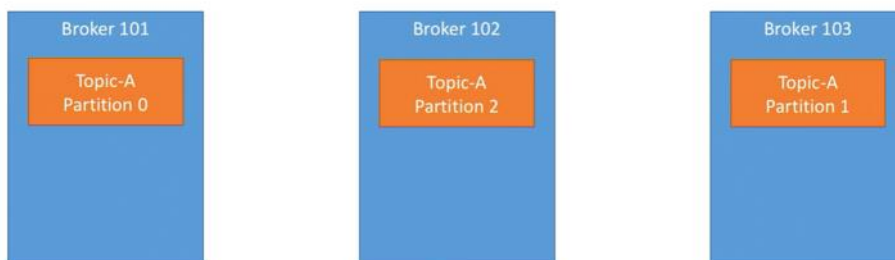 Broker 101
Topic-A
Partition 0
Broker 102
Topic-A
Partition 2
Broker 103
Topic-A
Partition 1